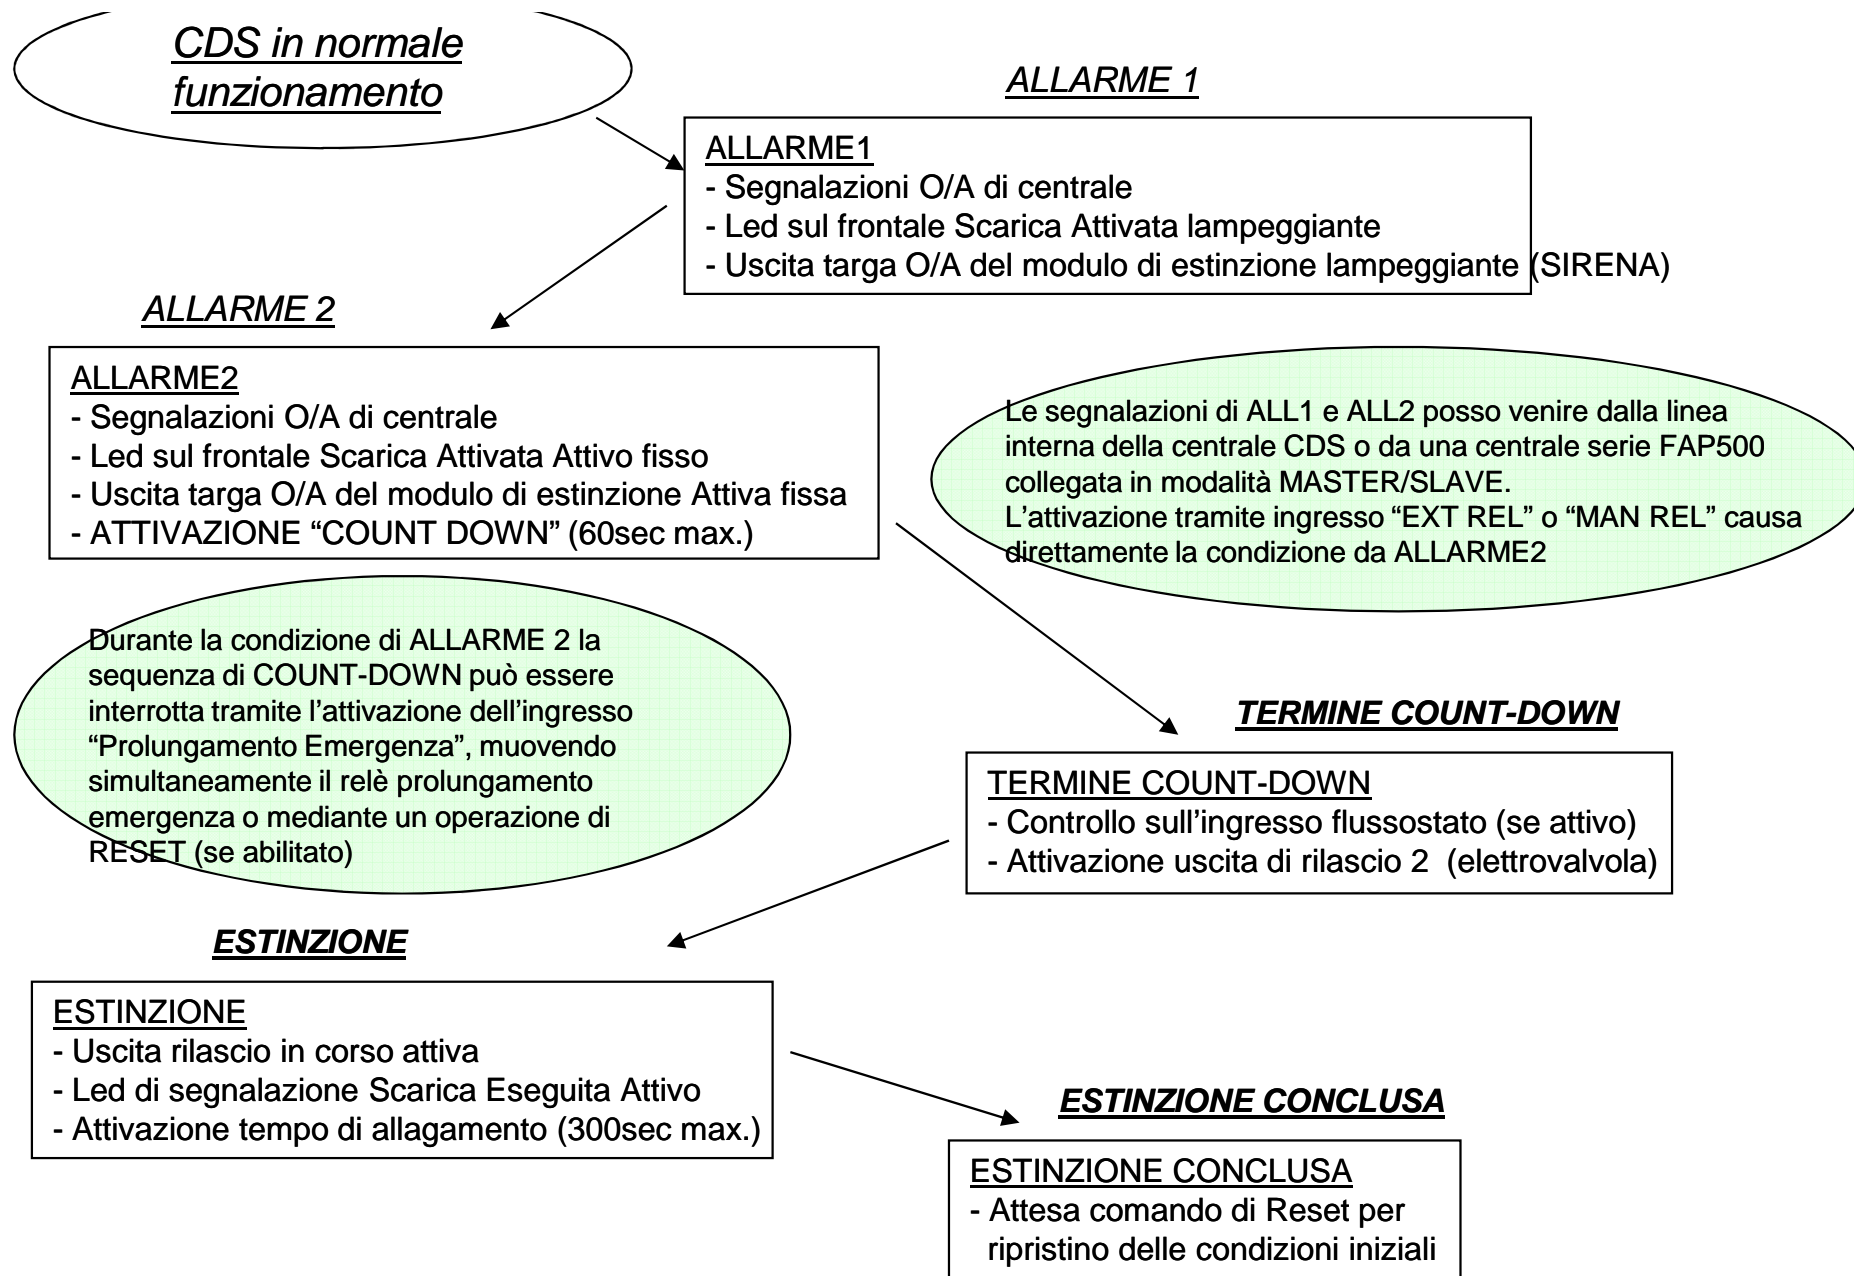 CDS in normale
funzionamento
ALLARME 1
ALLARME1
- Segnalazioni O/A di centrale
- Led sul frontale Scarica Attivata lampeggiante
- Uscita targa O/A del modulo di estinzione lampeggiante (SIRENA)
ALLARME 2
ALLARME2
- Segnalazioni O/A di centrale
- Led sul frontale Scarica Attivata Attivo fisso
- Uscita targa O/A del modulo di estinzione Attiva fissa
- ATTIVAZIONE “COUNT DOWN” (60sec max.)
Le segnalazioni di ALL1 e ALL2 posso venire dalla linea
interna della centrale CDS o da una centrale serie FAP500
collegata in modalità MASTER/SLAVE.
L’attivazione tramite ingresso “EXT REL” o “MAN REL” causa
direttamente la condizione da ALLARME2
Durante la condizione di ALLARME 2 la
sequenza di COUNT-DOWN può essere
interrotta tramite l’attivazione dell’ingresso
“Prolungamento Emergenza”, muovendo
simultaneamente il relè prolungamento
emergenza o mediante un operazione di
RESET (se abilitato)
TERMINE COUNT-DOWN
TERMINE COUNT-DOWN
- Controllo sull’ingresso flussostato (se attivo)
- Attivazione uscita di rilascio 2 (elettrovalvola)
ESTINZIONE
ESTINZIONE
- Uscita rilascio in corso attiva
- Led di segnalazione Scarica Eseguita Attivo
- Attivazione tempo di allagamento (300sec max.)
ESTINZIONE CONCLUSA
ESTINZIONE CONCLUSA
- Attesa comando di Reset per
ripristino delle condizioni iniziali